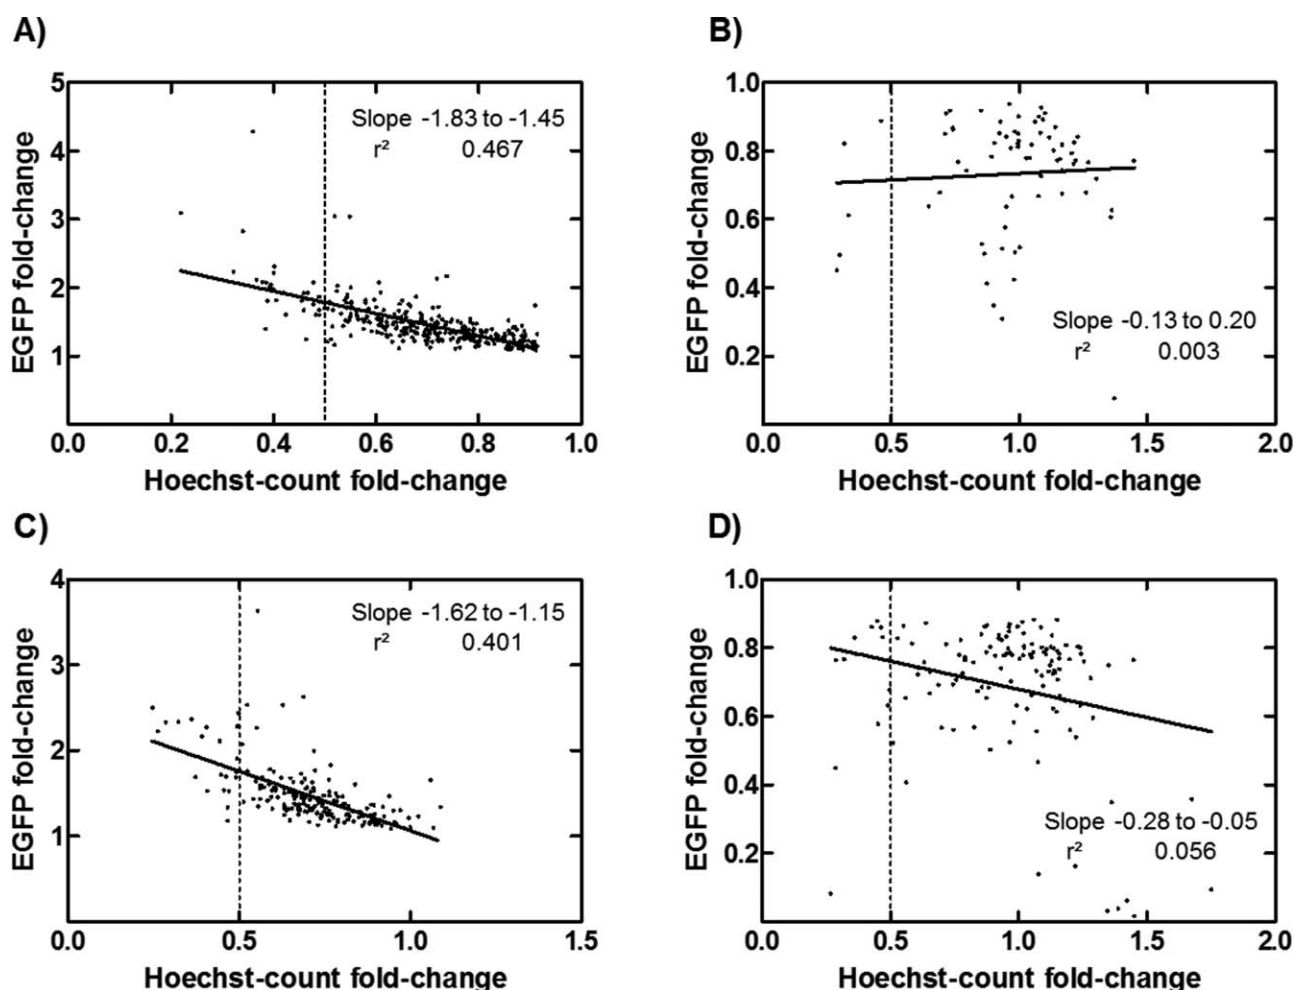 A)
5
4
3
2
1
EGFP fold-change
Slope -1.83 to -1.45
r² 0.467
0.0 0.2 0.4 0.6 0.8 1.0
Hoechst-count fold-change
B)
1.0
0.8
0.6
0.4
0.2
EGFP fold-change
Slope -0.13 to 0.20
r² 0.003
0.0 0.5 1.0 1.5 2.0
Hoechst-count fold-change
C)
4
3
2
1
EGFP fold-change
Slope -1.62 to -1.15
r² 0.401
0.0 0.5 1.0 1.5
Hoechst-count fold-change
D)
1.0
0.8
0.6
0.4
0.2
EGFP fold-change
Slope -0.28 to -0.05
r² 0.056
0.0 0.5 1.0 1.5 2.0
Hoechst-count fold-change